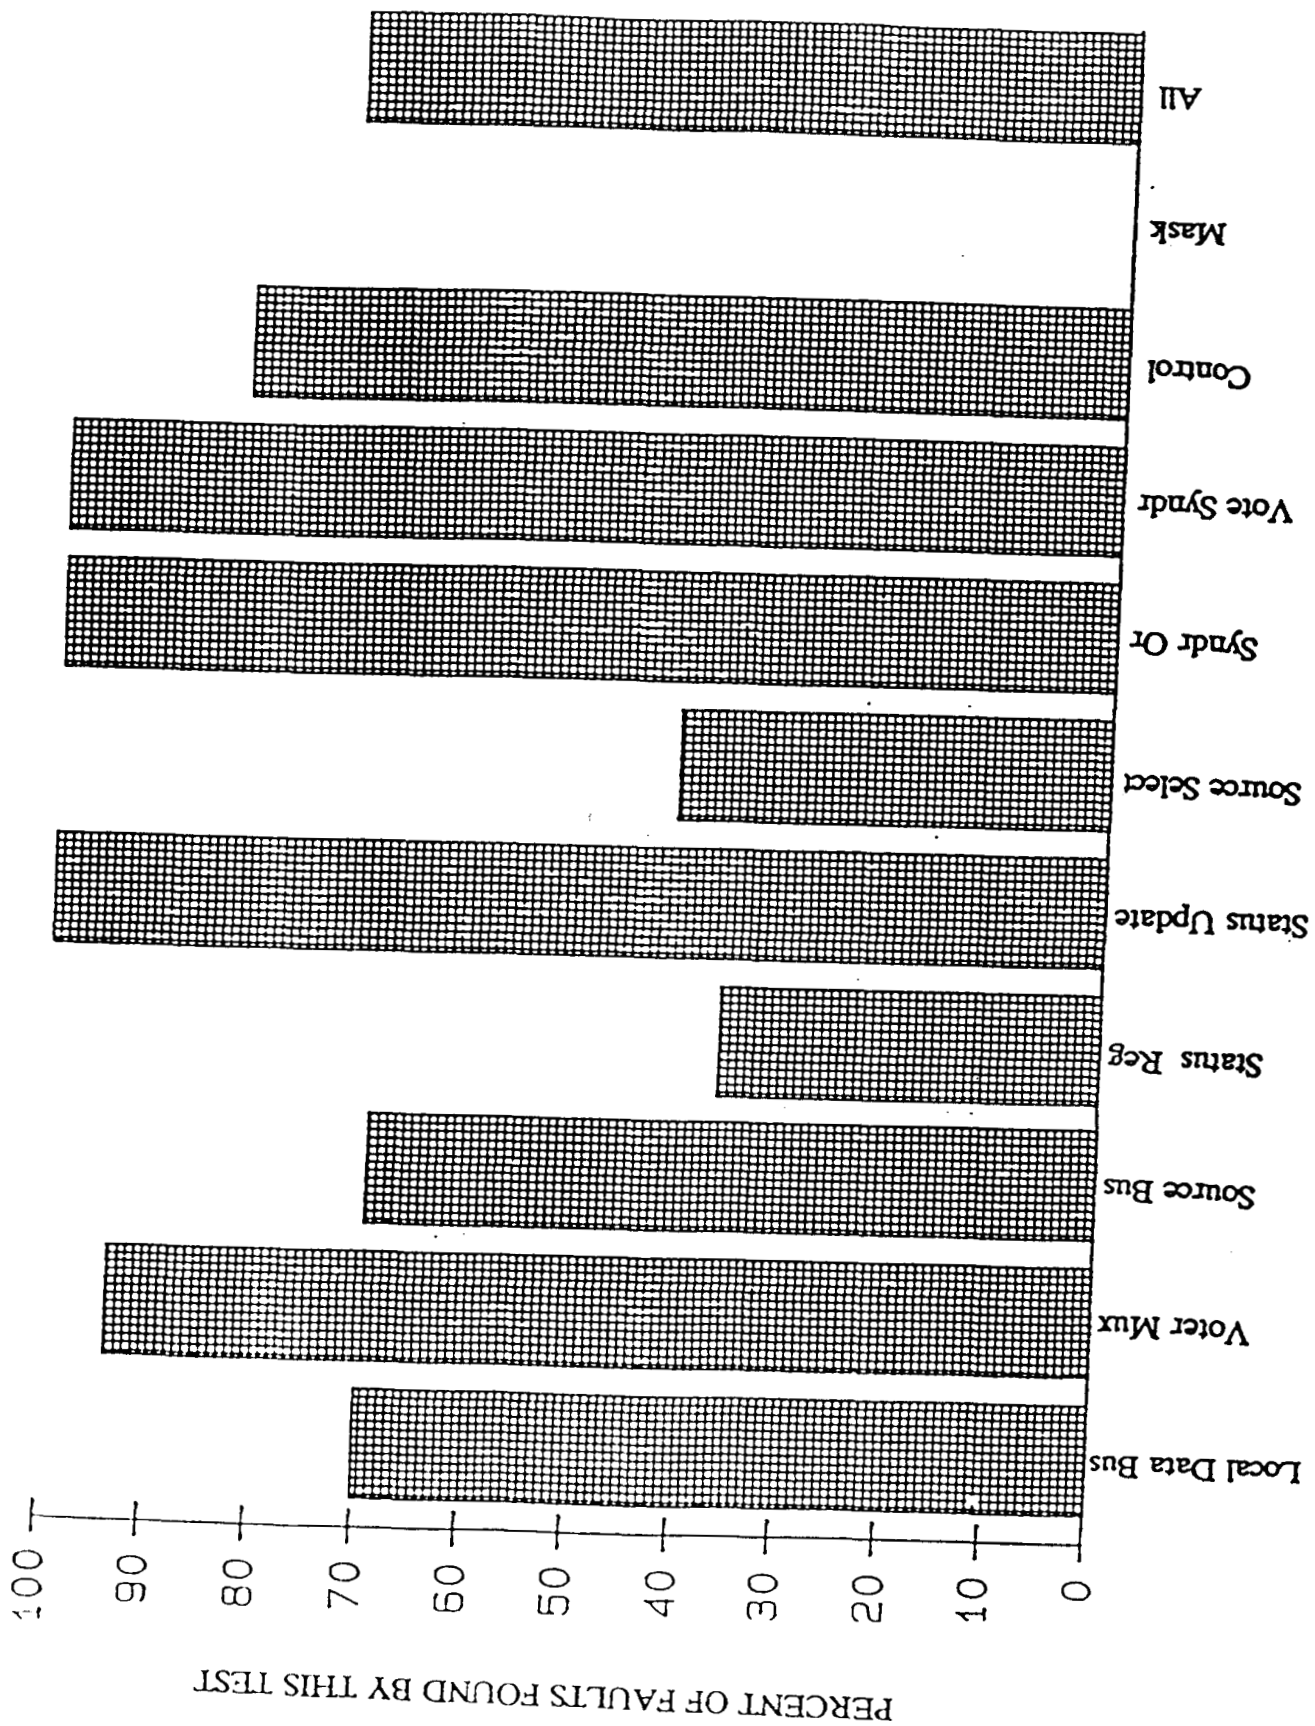 PERCENT OF FAULTS FOUND BY THIS TEST
100
90
80
70
60
50
40
30
20
10
0
Local Data Bus
Voter Mux
Source Bus
Status Reg
Status Update
Source Select
Syndr Or
Vote Syndr
Control
Mask
All